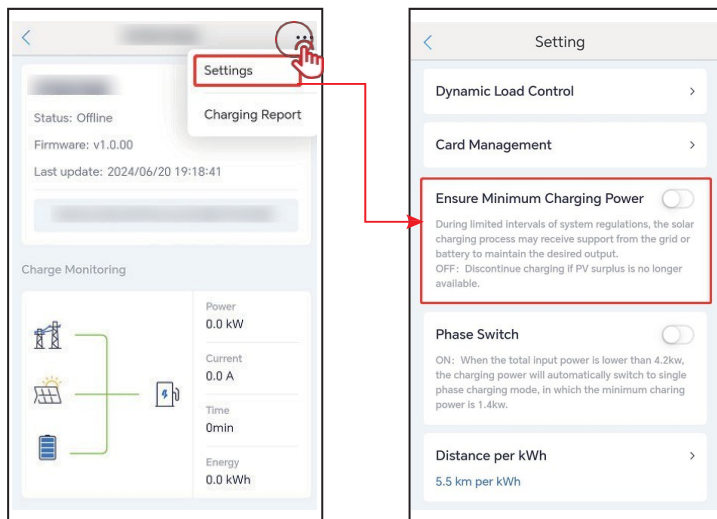 Settings
Charging Report
Status: Offline
Firmware: v1.0.00
Last update: 2024/06/20 19:18:41
Charge Monitoring
Power
0.0 kW
Current
0.0 A
Time
0min
Energy
0.0 kWh
Setting
Dynamic Load Control
Card Management
Ensure Minimum Charging Power
During limited intervals of system regulations, the solar
charging process may receive support from the grid or
battery to maintain the desired output.
OFF: Discontinue charging if PV surplus is no longer
available.
Phase Switch
ON: When the total input power is lower than 4.2kw,
the charging power will automatically switch to single
phase charging mode, in which the minimum charing
power is 1.4kw.
Distance per kWh
5.5 km per kWh